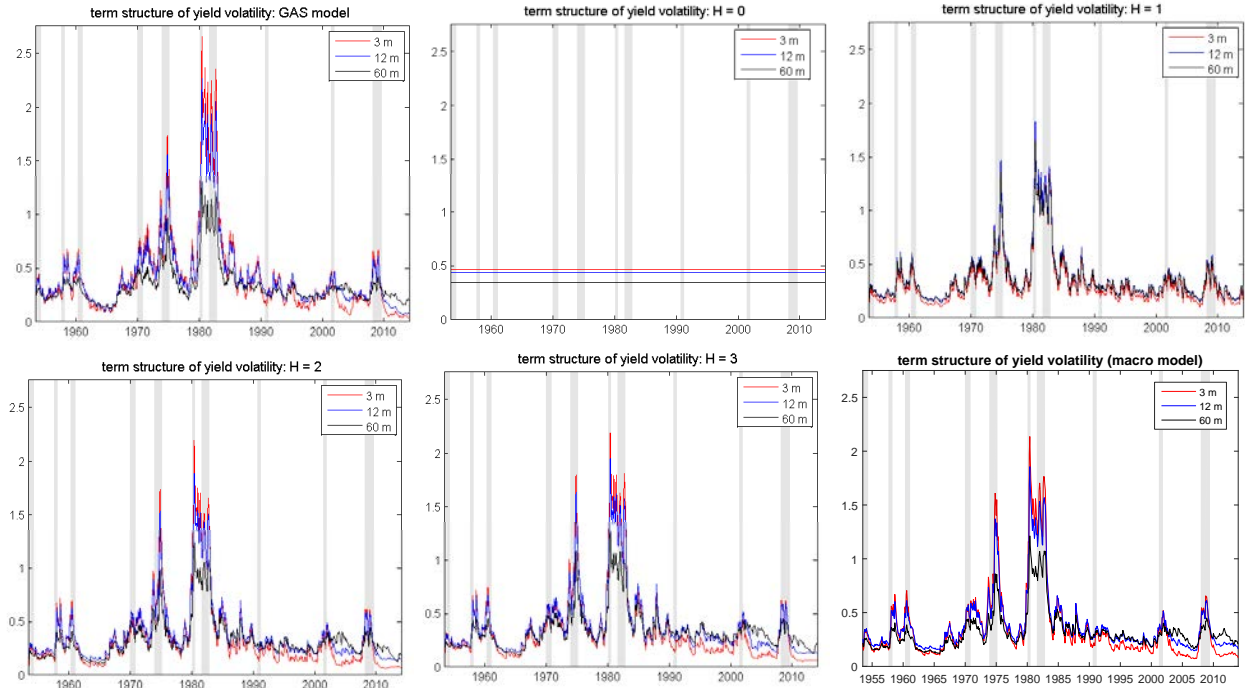 term structure of yield volatility: GAS model
3 m
12 m
60 m
2.5
2
1.5
1
0.5
0
1960 1970 1980 1990 2000 2010
term structure of yield volatility: H = 0
3 m
12 m
60 m
2.5
2
1.5
1
0.5
0
1960 1970 1980 1990 2000 2010
term structure of yield volatility: H = 1
3 m
12 m
60 m
2.5
2
1.5
1
0.5
0
1960 1970 1980 1990 2000 2010
term structure of yield volatility: H = 2
3 m
12 m
60 m
2.5
2
1.5
1
0.5
0
1960 1970 1980 1990 2000 2010
term structure of yield volatility: H = 3
3 m
12 m
60 m
2.5
2
1.5
1
0.5
0
1960 1970 1980 1990 2000 2010
term structure of yield volatility (macro model)
3 m
12 m
60 m
2.5
2
1.5
1
0.5
0
1955 1960 1965 1970 1975 1980 1985 1990 1995 2000 2005 2010